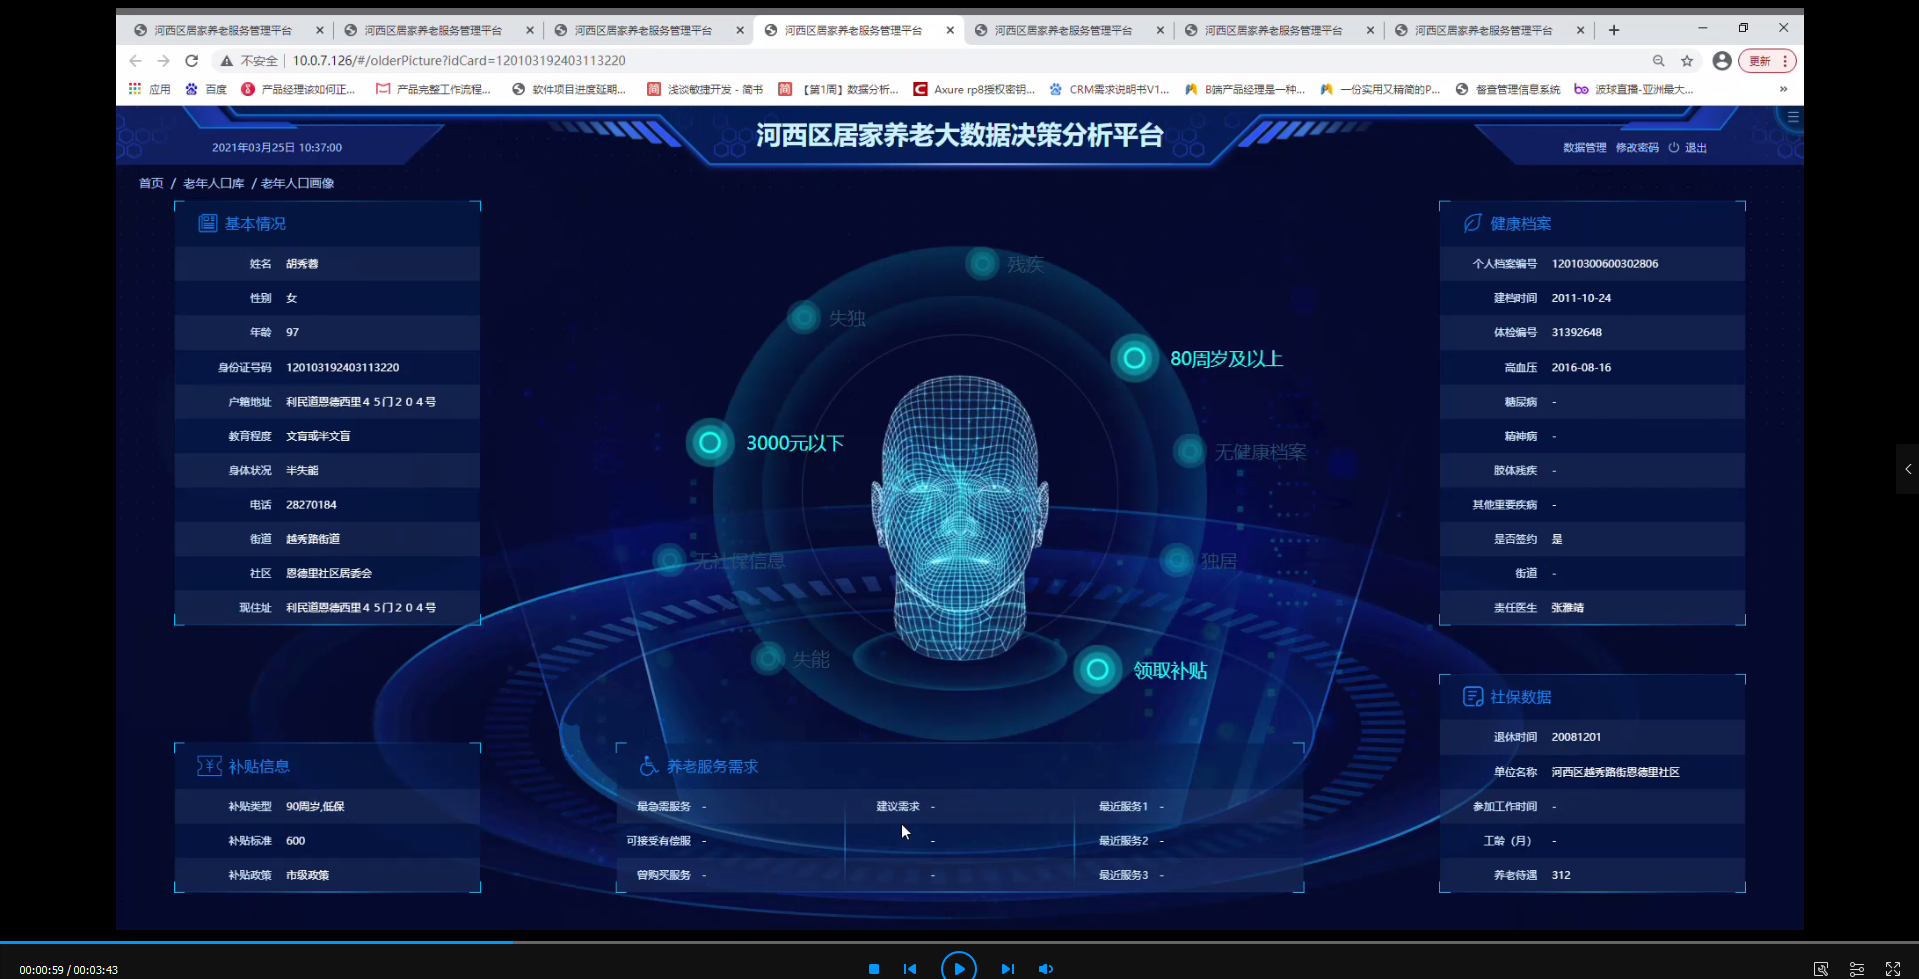 河西区居家养老服务管理平台
河西区居家养老服务管理平台
河西区居家养老服务管理平台
河西区居家养老服务管理平台
河西区居家养老服务管理平台
河西区居家养老服务管理平台
河西区居家养老服务管理平台
不安全 10.0.7.126/#/olderPicture?idCard=120103192403113220
更新
应用
百度
产品经理该如何正...
产品完整工作流程...
软件项目进度延期...
浅谈敏捷开发 - 简书
【第1周】数据分析...
Axure rp8授权密钥...
CRM需求说明书V1...
B端产品经理是一种...
一份实用又精简的P...
督查管理信息系统
波球直播-亚洲最大...
»
2021年03月25日 10:37:00
河西区居家养老大数据决策分析平台
数据管理 修改密码 退出
首页 / 老年人口库 / 老年人口画像
基本情况
姓名 胡秀蓉
性别 女
年龄 97
身份证号码 120103192403113220
户籍地址 利民道恩德西里４５门２０４号
教育程度 文盲或半文盲
身体状况 半失能
电话 28270184
街道 越秀路街道
社区 恩德里社区居委会
现住址 利民道恩德西里４５门２０４号
补贴信息
补贴类型 90周岁,低保
补贴标准 600
补贴政策 市级政策
残疾
失独
80周岁及以上
3000元以下
无健康档案
无社保信息
独居
失能
领取补贴
养老服务需求
最急需服务 - 建议需求 - 最近服务1 -
可接受有偿服 - - 最近服务2 -
曾购买服务 - - 最近服务3 -
健康档案
个人档案编号 12010300600302806
建档时间 2011-10-24
体检编号 31392648
高血压 2016-08-16
糖尿病 -
精神病 -
肢体残疾 -
其他重要疾病 -
是否签约 是
街道 -
责任医生 张雅靖
社保数据
退休时间 20081201
单位名称 河西区越秀路街恩德里社区
参加工作时间 -
工龄（月） -
养老待遇 312
00:00:59 / 00:03:43